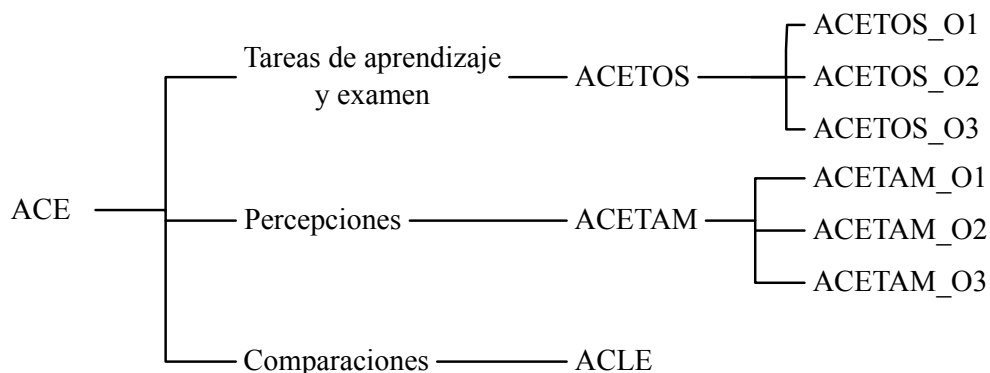 ACE
Tareas de aprendizaje
y examen
ACETOS
ACETOS_O1
ACETOS_O2
ACETOS_O3
Percepciones
ACETAM
ACETAM_O1
ACETAM_O2
ACETAM_O3
Comparaciones
ACLE